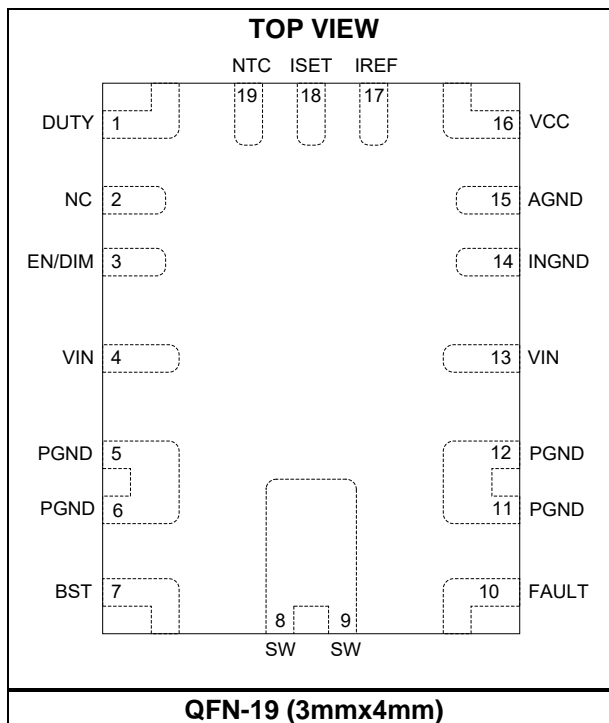 TOP VIEW
NTC ISET IREF
19 18 17
DUTY 1 16 VCC
NC 2 15 AGND
EN/DIM 3 14 INGND
VIN 4 13 VIN
PGND 5 12 PGND
PGND 6 11 PGND
BST 7 10 FAULT
8 9
SW SW
QFN-19 (3mmx4mm)